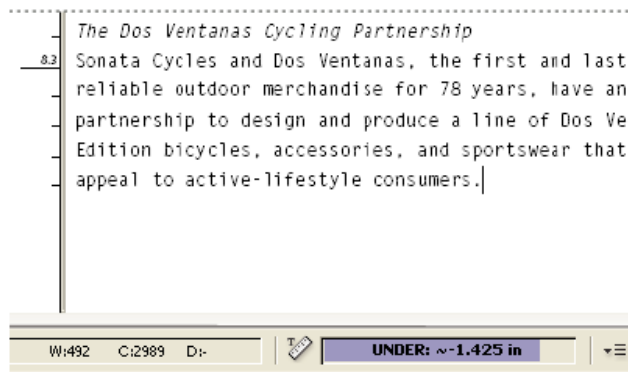 The Dos Ventanas Cycling Partnership
8.3 Sonata Cycles and Dos Ventanas, the first and last
reliable outdoor merchandise for 78 years, have an
partnership to design and produce a line of Dos Ve
Edition bicycles, accessories, and sportswear that
appeal to active-lifestyle consumers.
W:492 C:2989 D:- T UNDER: ~-1.425 in